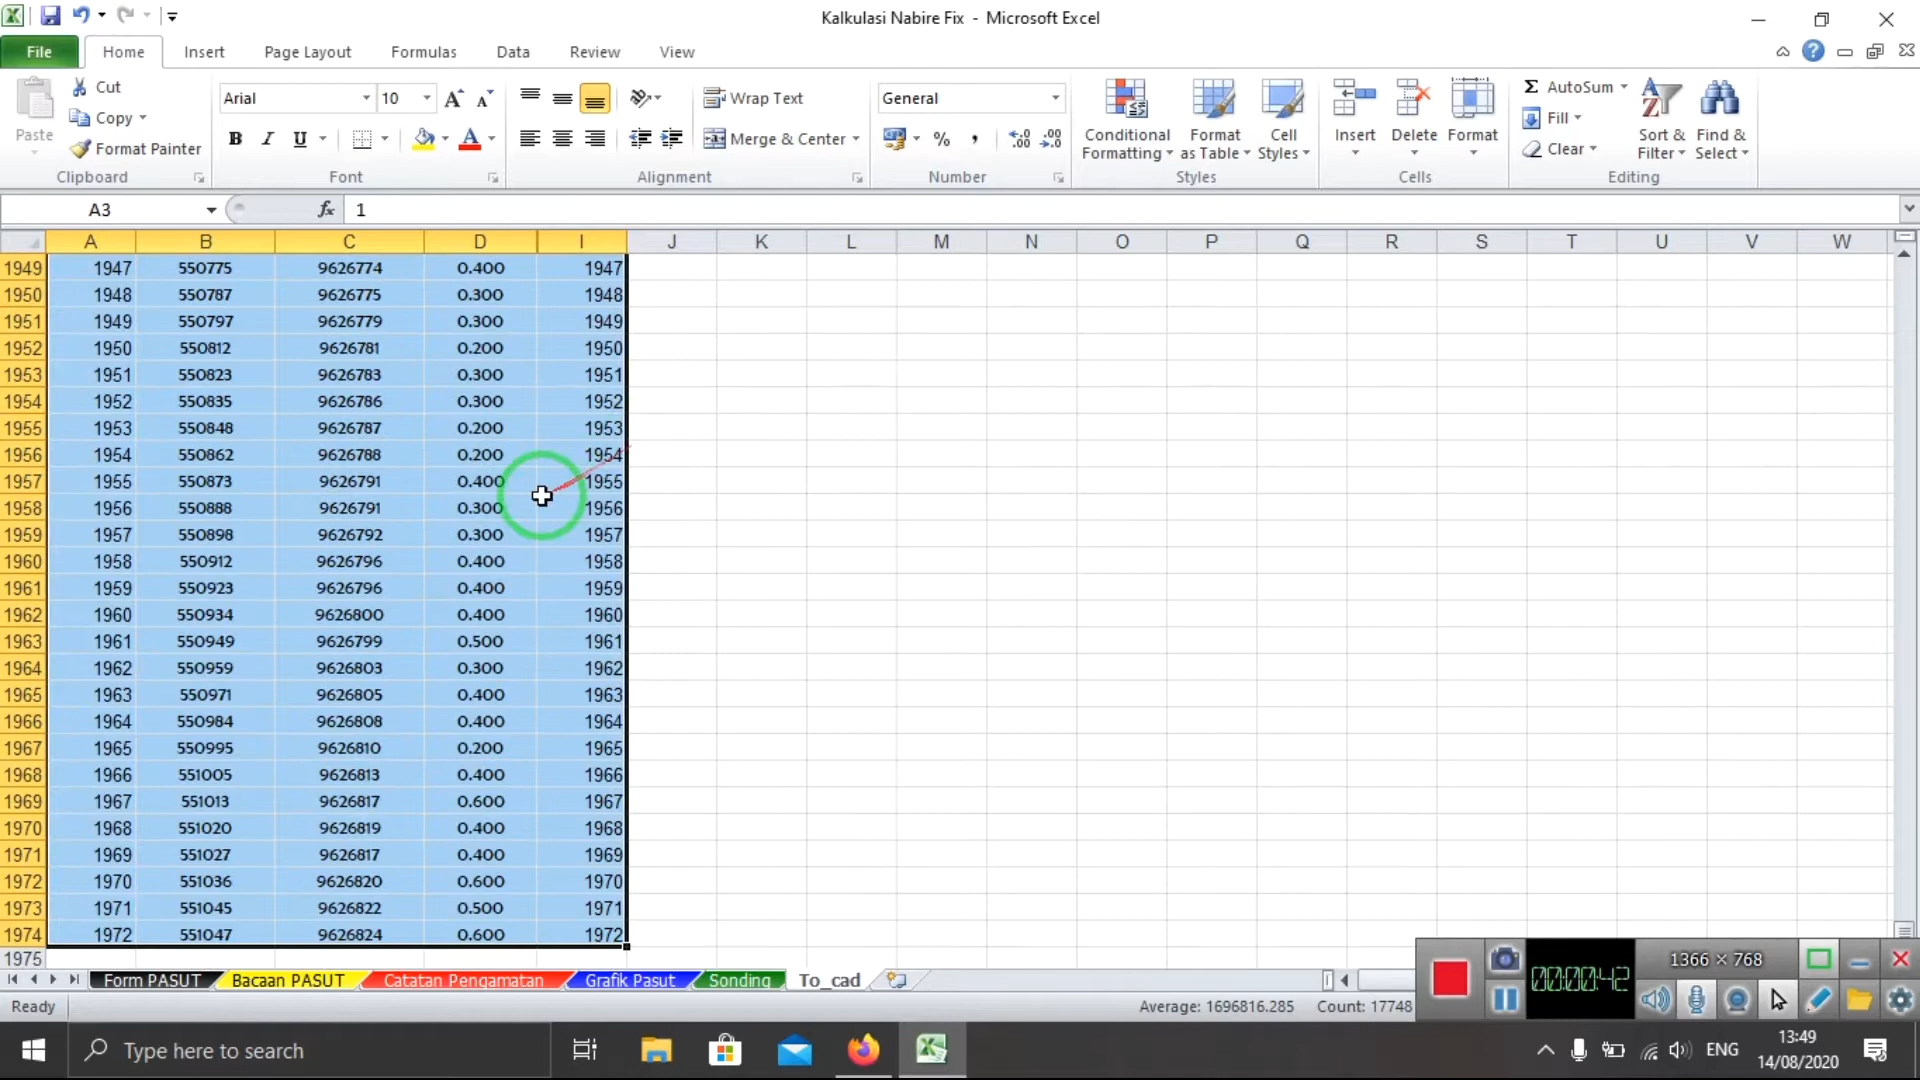 Kalkulasi Nabire Fix - Microsoft Excel
File Home Insert Page Layout Formulas Data Review View
Paste
Cut
Copy
Format Painter
Clipboard
Arial 10
B I U
Font
Wrap Text
Merge & Center
Alignment
General
Number
Conditional Formatting
Format as Table
Cell Styles
Styles
Insert
Delete
Format
Cells
AutoSum
Fill
Clear
Sort & Filter
Find & Select
Editing
A3 fx 1
A B C D I J K L M N O P Q R S T U V W
1949 1947 550775 9626774 0.400 1947
1950 1948 550787 9626775 0.300 1948
1951 1949 550797 9626779 0.300 1949
1952 1950 550812 9626781 0.200 1950
1953 1951 550823 9626783 0.300 1951
1954 1952 550835 9626786 0.300 1952
1955 1953 550848 9626787 0.200 1953
1956 1954 550862 9626788 0.200 1954
1957 1955 550873 9626791 0.400 1955
1958 1956 550888 9626791 0.300 1956
1959 1957 550898 9626792 0.300 1957
1960 1958 550912 9626796 0.400 1958
1961 1959 550923 9626796 0.400 1959
1962 1960 550934 9626800 0.400 1960
1963 1961 550949 9626799 0.500 1961
1964 1962 550959 9626803 0.300 1962
1965 1963 550971 9626805 0.400 1963
1966 1964 550984 9626808 0.400 1964
1967 1965 550995 9626810 0.200 1965
1968 1966 551005 9626813 0.400 1966
1969 1967 551013 9626817 0.600 1967
1970 1968 551020 9626819 0.400 1968
1971 1969 551027 9626817 0.400 1969
1972 1970 551036 9626820 0.600 1970
1973 1971 551045 9626822 0.500 1971
1974 1972 551047 9626824 0.600 1972
1975
Form PASUT Bacaan PASUT Catatan Pengamatan Grafik Pasut Sonding To_cad
Ready Average: 1696816.285 Count: 17748
00:00:42
1366 × 768
Type here to search
ENG
13:49
14/08/2020